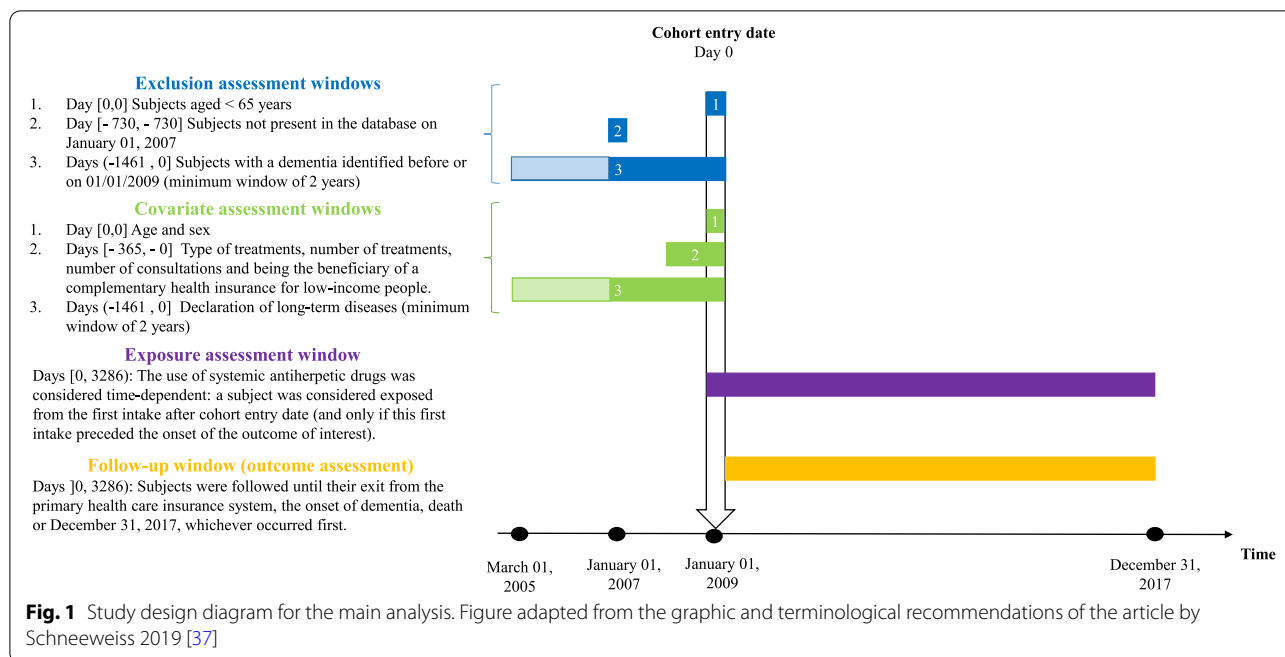 Cohort entry date
Day 0
Exclusion assessment windows
1. Day [0,0] Subjects aged < 65 years
2. Day [- 730, - 730] Subjects not present in the database on
January 01, 2007
3. Days (-1461 , 0] Subjects with a dementia identified before or
on 01/01/2009 (minimum window of 2 years)
1
2
3
Covariate assessment windows
1. Day [0,0] Age and sex
2. Days [- 365, - 0] Type of treatments, number of treatments,
number of consultations and being the beneficiary of a
complementary health insurance for low-income people.
3. Days (-1461 , 0] Declaration of long-term diseases (minimum
window of 2 years)
1
2
3
Exposure assessment window
Days [0, 3286): The use of systemic antiherpetic drugs was
considered time-dependent: a subject was considered exposed
from the first intake after cohort entry date (and only if this first
intake preceded the onset of the outcome of interest).
Follow-up window (outcome assessment)
Days ]0, 3286): Subjects were followed until their exit from the
primary health care insurance system, the onset of dementia, death
or December 31, 2017, whichever occurred first.
Time
March 01,
2005
January 01,
2007
January 01,
2009
December 31,
2017
Fig. 1 Study design diagram for the main analysis. Figure adapted from the graphic and terminological recommendations of the article by
Schneeweiss 2019 [37]